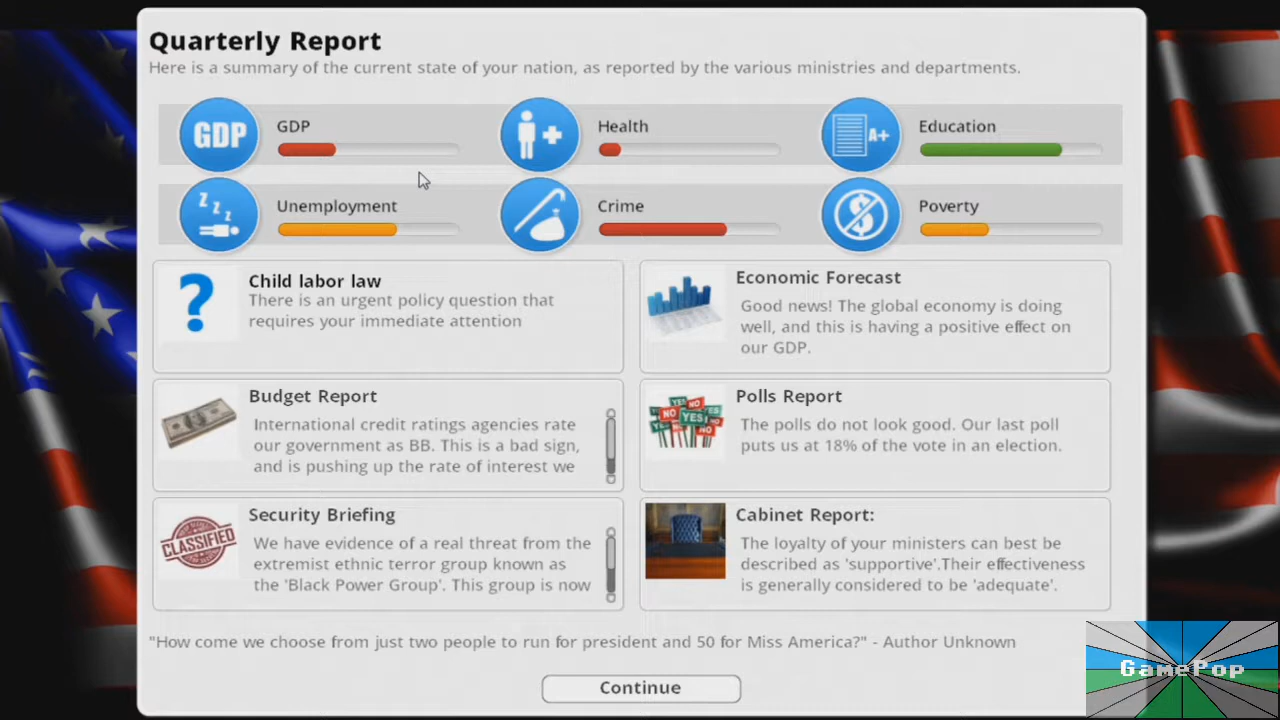 Quarterly Report
Here is a summary of the current state of your nation, as reported by the various ministries and departments.
GDP
GDP
Health
A+
Education
Z Z Z
Unemployment
Crime
Poverty
?
Child labor law
There is an urgent policy question that
requires your immediate attention
Economic Forecast
Good news! The global economy is doing
well, and this is having a positive effect on
our GDP.
Budget Report
International credit ratings agencies rate
our government as BB. This is a bad sign,
and is pushing up the rate of interest we
YES NO
NO YES
NO
Polls Report
The polls do not look good. Our last poll
puts us at 18% of the vote in an election.
CLASSIFIED
Security Briefing
We have evidence of a real threat from the
extremist ethnic terror group known as
the 'Black Power Group'. This group is now
Cabinet Report:
The loyalty of your ministers can best be
described as 'supportive'.Their effectiveness
is generally considered to be 'adequate'.
"How come we choose from just two people to run for president and 50 for Miss America?" - Author Unknown
Continue
GamePop